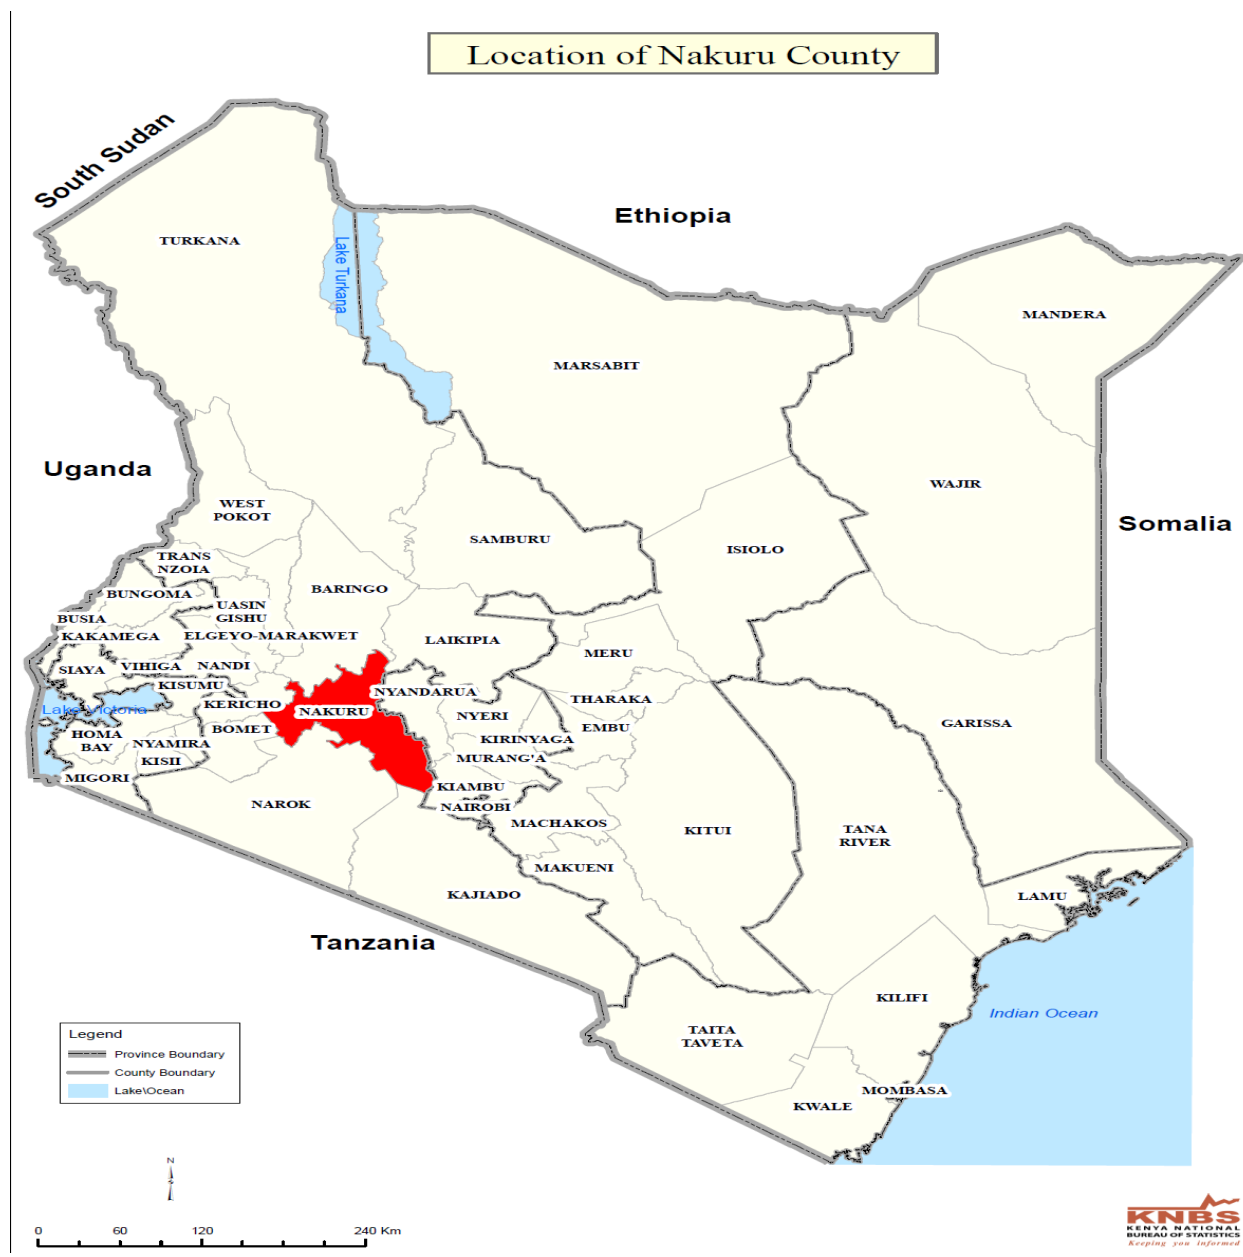 Location of Nakuru County
South Sudan
Ethiopia
TURKANA
Lake Turkana
MANDERA
MARSABIT
Uganda
WAJIR
WEST
POKOT
Somalia
SAMBURU
ISIOLO
TRANS
NZOIA
BARINGO
BUNGOMA
UASIN
GISHU
BUSIA
KAKAMEGA
ELGEYO-MARAKWET
LAIKIPIA
MERU
SIAYA
VIHIGA
NANDI
KISUMU
NYANDARUA
THARAKA
KERICHO
NAKURU
Lake Victoria
NYERI
GARISSA
BOMET
EMBU
HOMA
BAY
NYAMIRA
KIRINYAGA
KISII
MURANG'A
MIGORI
KIAMBU
NAROK
NAIROBI
MACHAKOS
KITUI
TANA
RIVER
MAKUENI
KAJIADO
LAMU
Tanzania
KILIFI
Indian Ocean
TAITA
TAVETA
MOMBASA
KWALE
Legend
Province Boundary
County Boundary
Lake\Ocean
N
0 60 120 240 Km
KNBS
KENYA NATIONAL
BUREAU OF STATISTICS
Keeping you informed